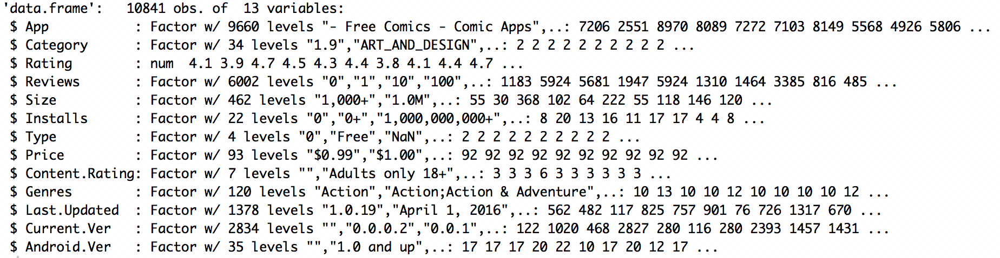 'data.frame':   10841 obs. of  13 variables:
 $ App           : Factor w/ 9660 levels "- Free Comics - Comic Apps",..: 7206 2551 8970 8089 7272 7103 8149 5568 4926 5806 ...
 $ Category      : Factor w/ 34 levels "1.9","ART_AND_DESIGN",..: 2 2 2 2 2 2 2 2 2 2 ...
 $ Rating        : num  4.1 3.9 4.7 4.5 4.3 4.4 3.8 4.1 4.4 4.7 ...
 $ Reviews       : Factor w/ 6002 levels "0","1","10","100",..: 1183 5924 5681 1947 5924 1310 1464 3385 816 485 ...
 $ Size          : Factor w/ 462 levels "1,000+","1.0M",..: 55 30 368 102 64 222 55 118 146 120 ...
 $ Installs      : Factor w/ 22 levels "0","0+","1,000,000,000+",..: 8 20 13 16 11 17 17 4 4 8 ...
 $ Type          : Factor w/ 4 levels "0","Free","NaN",..: 2 2 2 2 2 2 2 2 2 2 ...
 $ Price         : Factor w/ 93 levels "$0.99","$1.00",..: 92 92 92 92 92 92 92 92 92 92 ...
 $ Content.Rating: Factor w/ 7 levels "","Adults only 18+",..: 3 3 3 6 3 3 3 3 3 3 ...
 $ Genres        : Factor w/ 120 levels "Action","Action;Action & Adventure",..: 10 13 10 10 12 10 10 10 10 12 ...
 $ Last.Updated  : Factor w/ 1378 levels "1.0.19","April 1, 2016",..: 562 482 117 825 757 901 76 726 1317 670 ...
 $ Current.Ver   : Factor w/ 2834 levels "","0.0.0.2","0.0.1",..: 122 1020 468 2827 280 116 280 2393 1457 1431 ...
 $ Android.Ver   : Factor w/ 35 levels "","1.0 and up",..: 17 17 17 20 22 10 17 20 12 17 ...